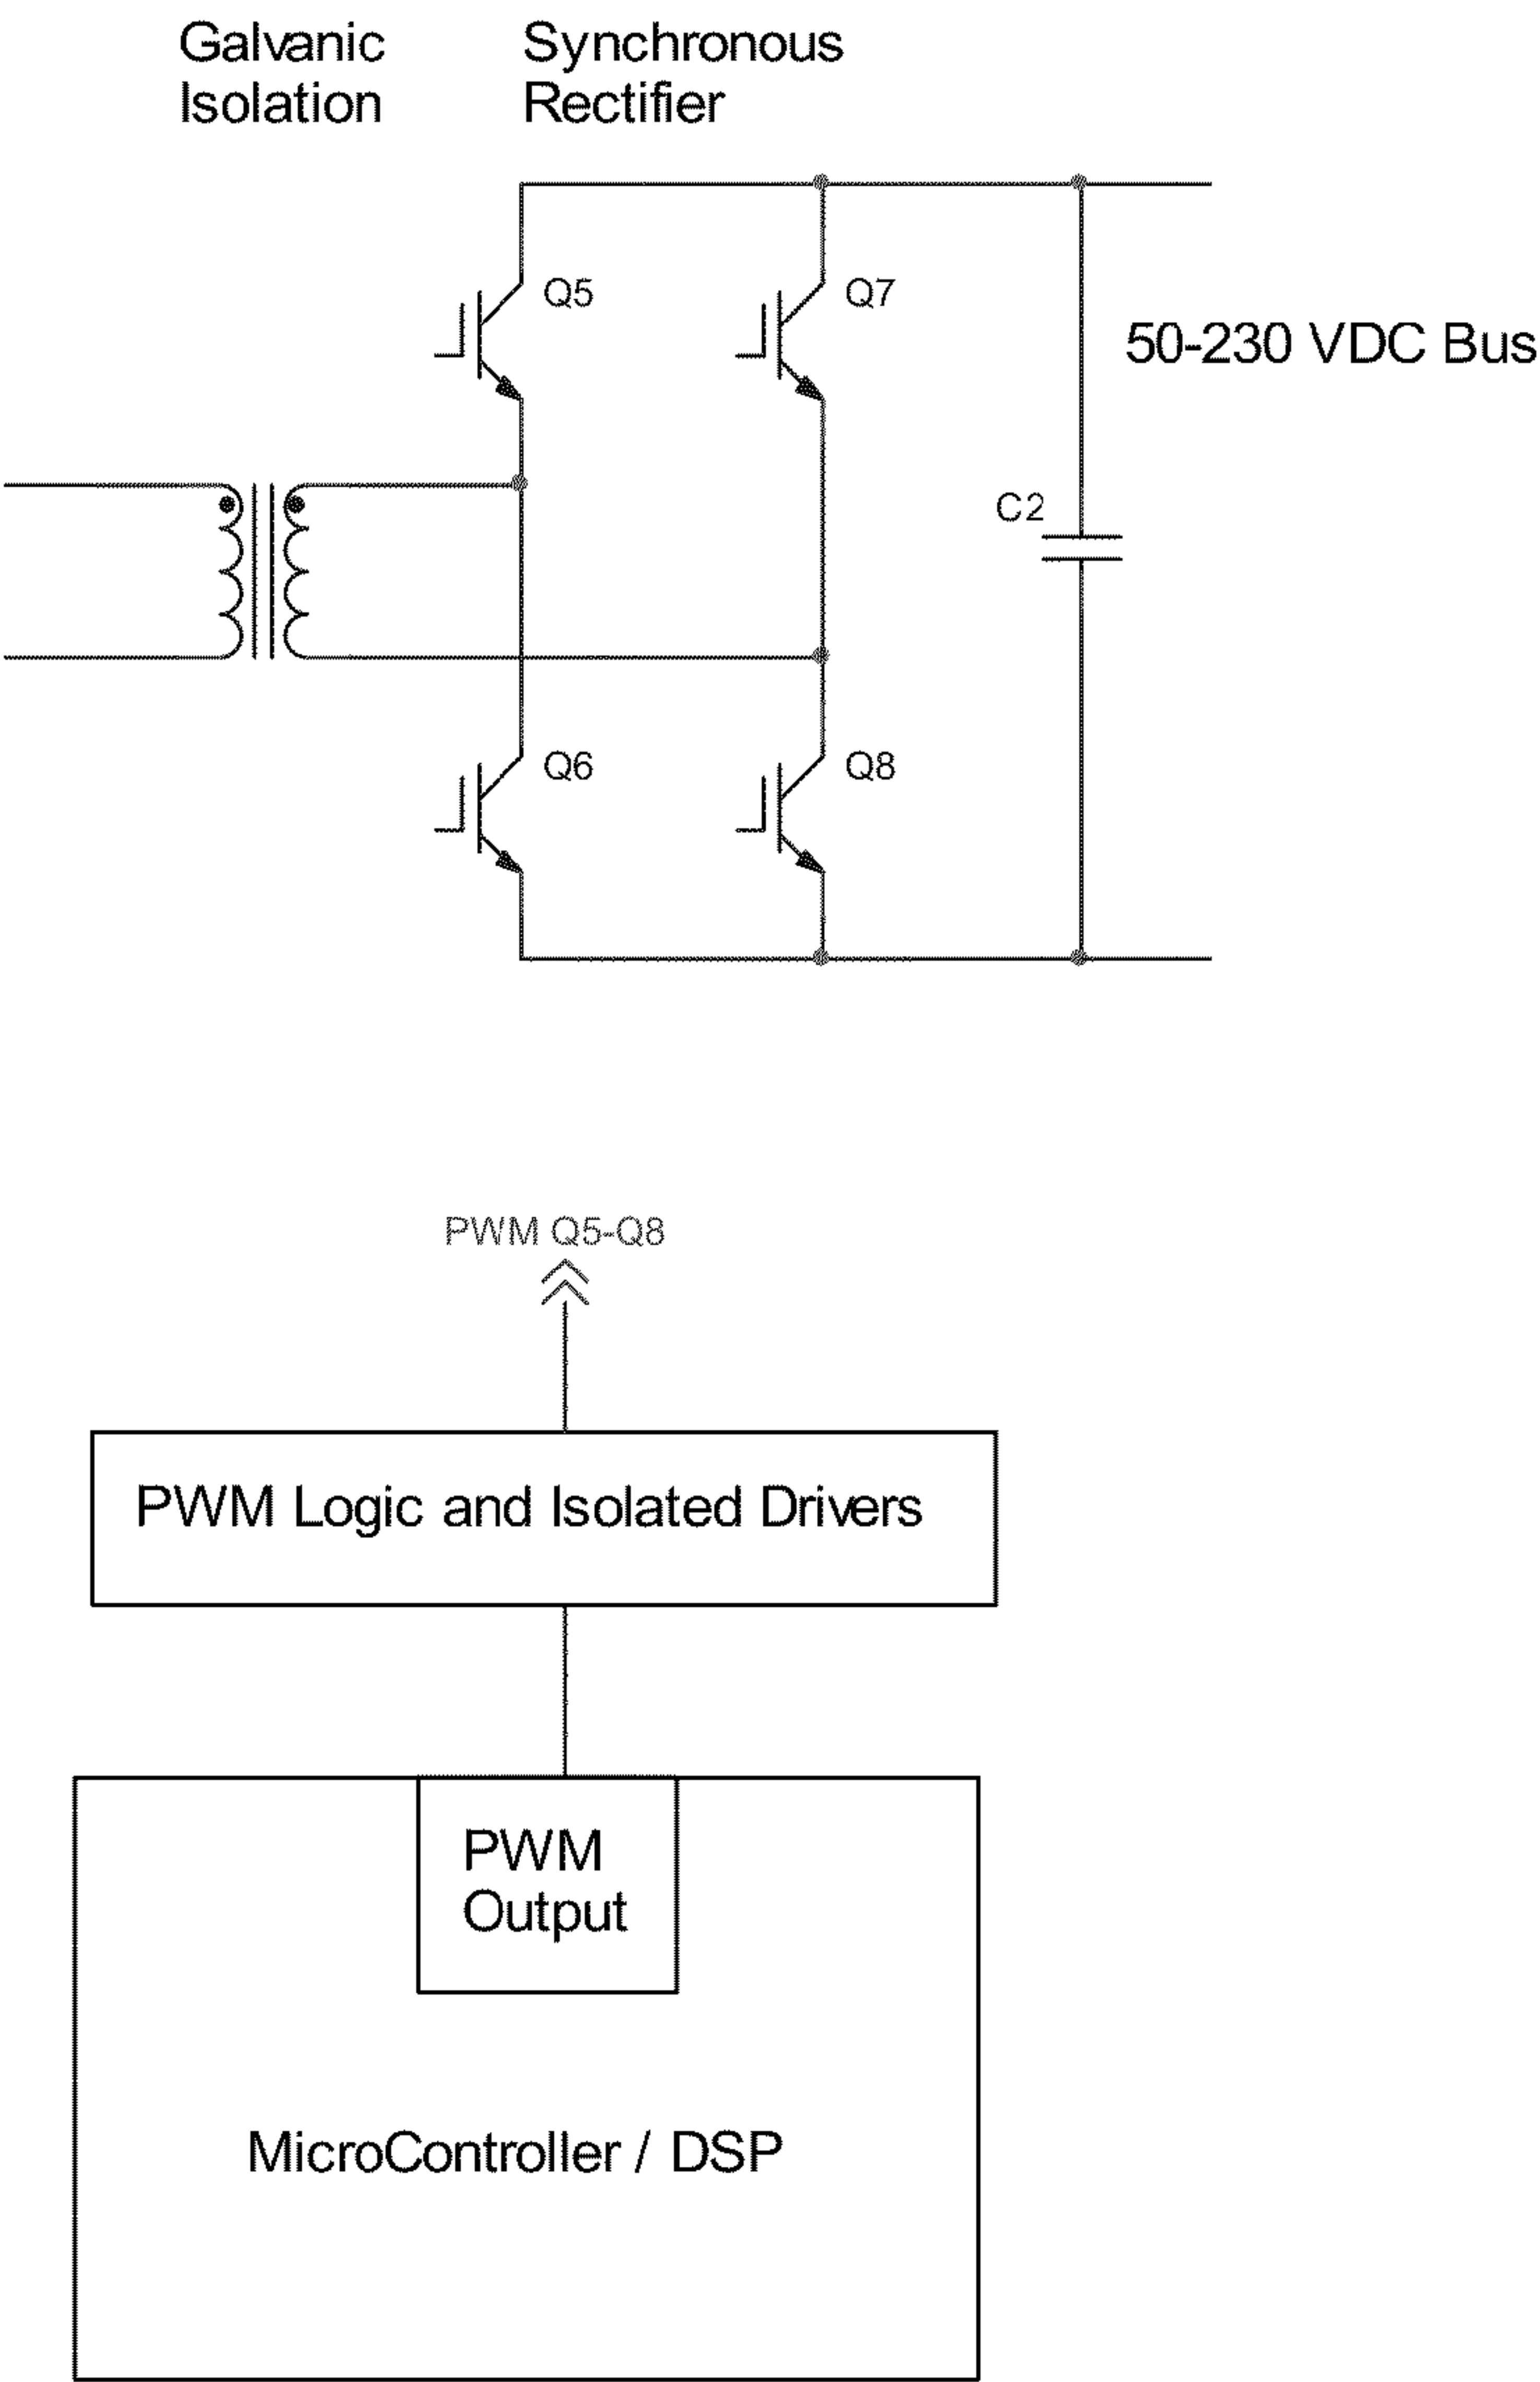 Galvanic
Isolation
Synchronous
Rectifier
Q5
Q7
50-230 VDC Bus
C2
Q6
Q8
PWM Q5-Q8
PWM Logic and Isolated Drivers
PWM
Output
MicroController / DSP